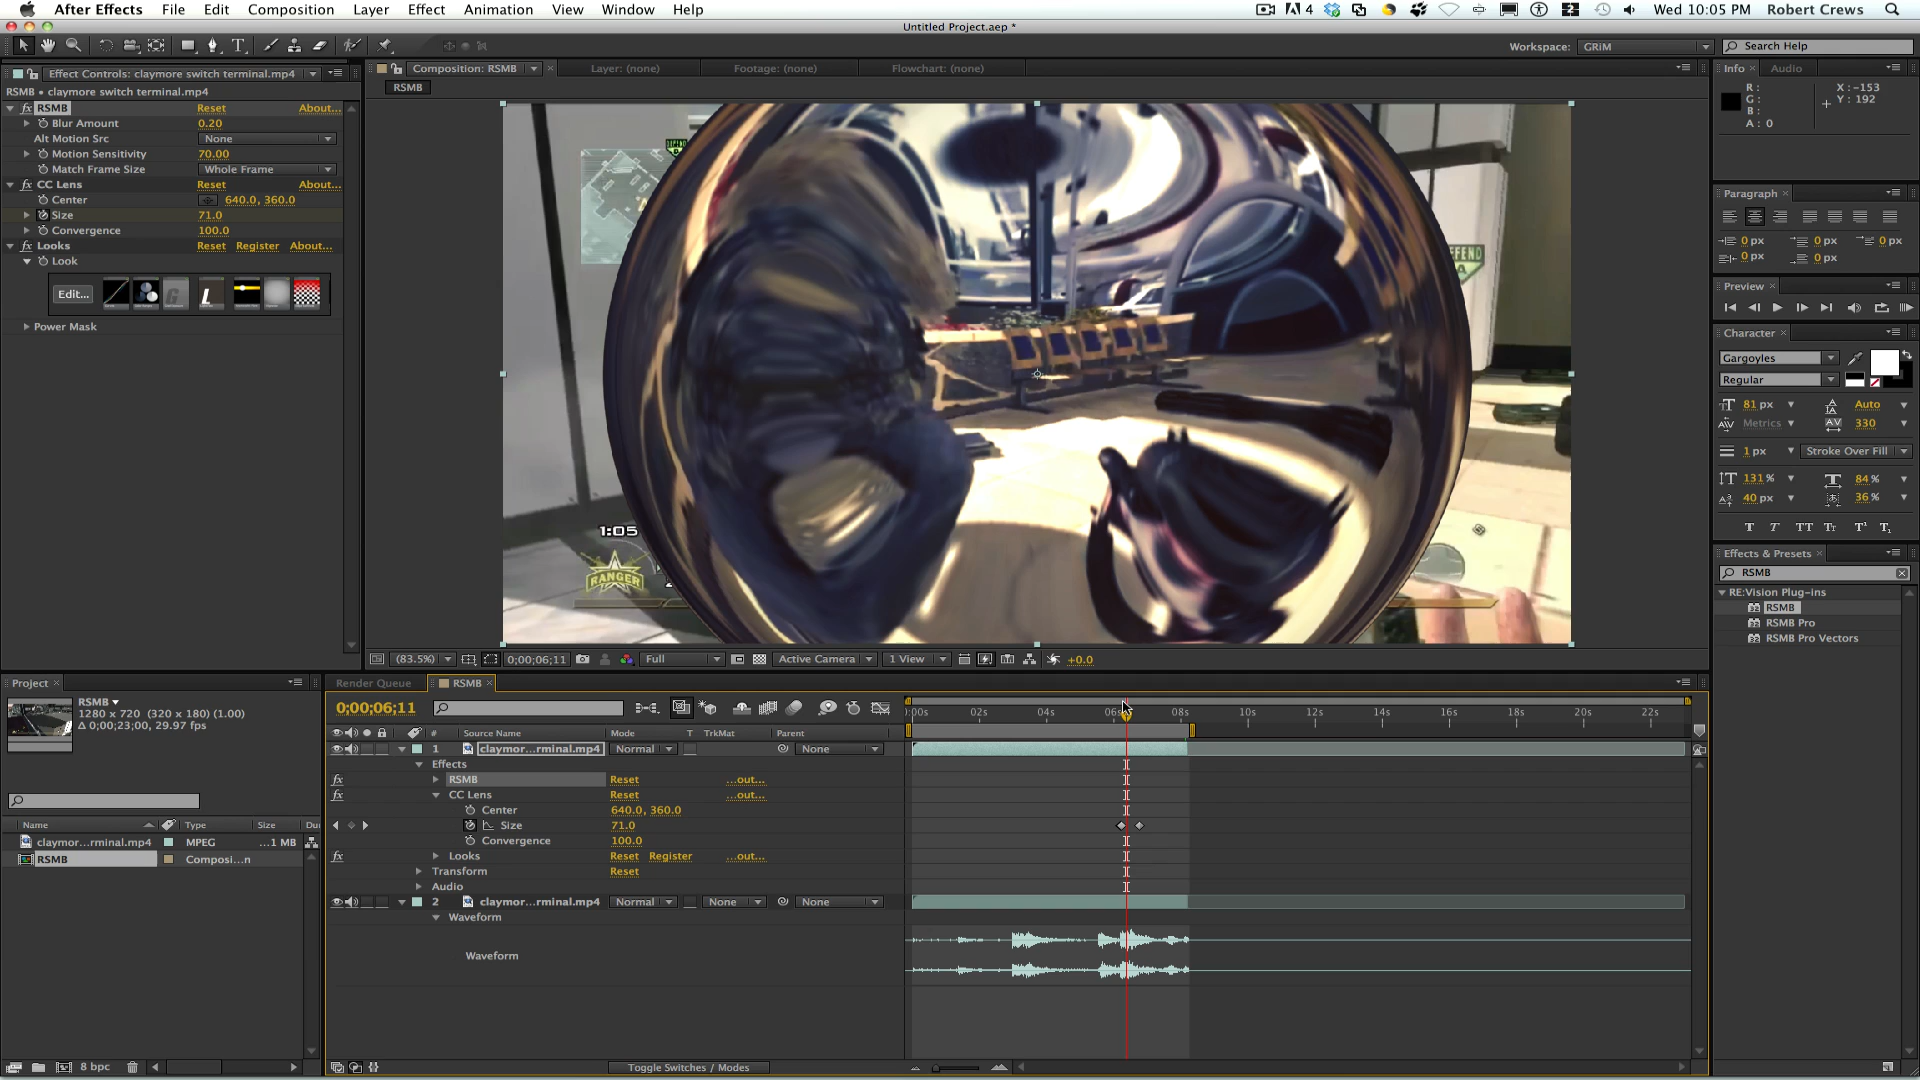 After Effects File Edit Composition Layer Effect Animation View Window Help 4 Wed 10:05 PM Robert Crews
Untitled Project.aep *
Workspace: GRiM Search Help
Effect Controls: claymore switch terminal.mp4
RSMB • claymore switch terminal.mp4
RSMB Reset About...
Blur Amount 0.20
Alt Motion Src None
Motion Sensitivity 70.00
Match Frame Size Whole Frame
CC Lens Reset About...
Center 640.0, 360.0
Size 71.0
Convergence 100.0
Looks Reset Register About...
Look
Edit...
Power Mask
Composition: RSMB Layer: (none) Footage: (none) Flowchart: (none)
RSMB
1:05
RANGER
(83.5%) 0;00;06;11 Full Active Camera 1 View +0.0
Info Audio
R : X : -153
G : Y : 192
B :
A : 0
Paragraph
0 px 0 px 0 px
0 px 0 px
Preview
Character
Gargoyles
Regular
81 px Auto
Metrics 330
1 px Stroke Over Fill
131 % 84 %
40 px 36 %
Effects & Presets
RSMB
RE:Vision Plug-ins
RSMB
RSMB Pro
RSMB Pro Vectors
Project
RSMB
1280 x 720 (320 x 180) (1.00)
Δ 0;00;23;00, 29.97 fps
Name Type Size Du
claymor...rminal.mp4 MPEG ...1 MB
RSMB Composi...n
8 bpc
Render Queue RSMB
0;00;06;11
:00s 02s 04s 06s 08s 10s 12s 14s 16s 18s 20s 22s
# Source Name Mode T TrkMat Parent
1 claymor...rminal.mp4 Normal None
Effects
RSMB Reset ...out...
CC Lens Reset ...out...
Center 640.0, 360.0
Size 71.0
Convergence 100.0
Looks Reset Register ...out...
Transform Reset
Audio
2 claymor...rminal.mp4 Normal None None
Waveform
Waveform
Toggle Switches / Modes